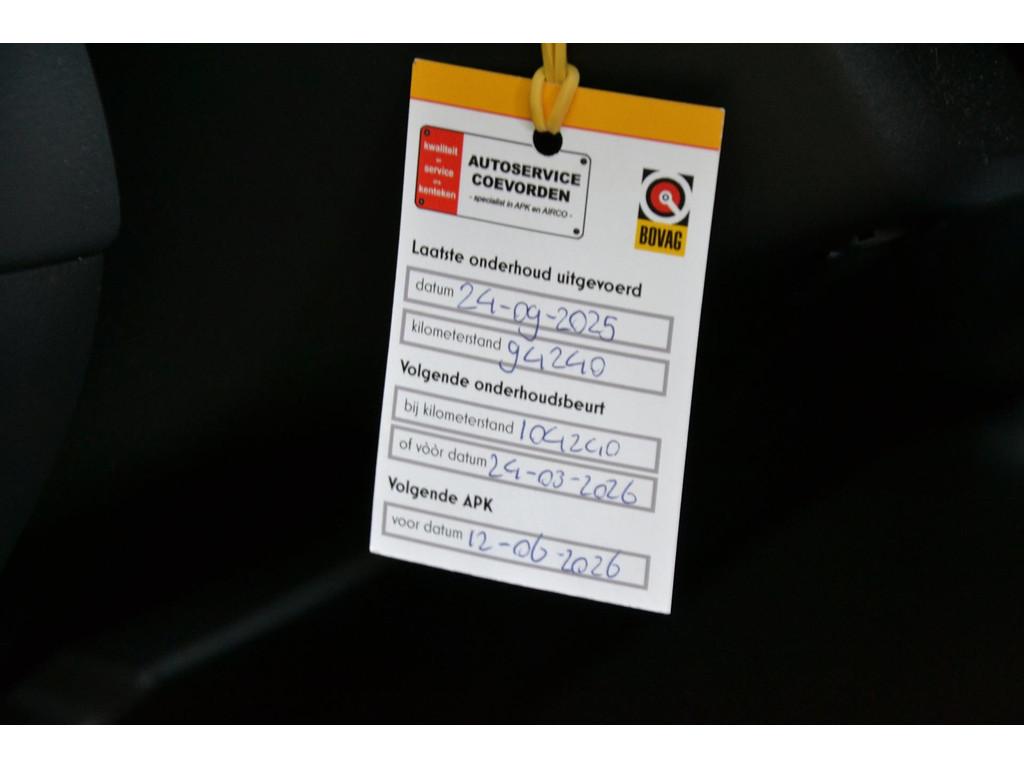 kwaliteit
en
service
ons
kenteken
AUTOSERVICE
COEVORDEN
- specialist in APK en AIRCO -
BOVAG
Laatste onderhoud uitgevoerd
datum 24-09-2025
kilometerstand 94240
Volgende onderhoudsbeurt
bij kilometerstand 104240
of vòòr datum 24-03-2026
Volgende APK
voor datum 12-06-2026